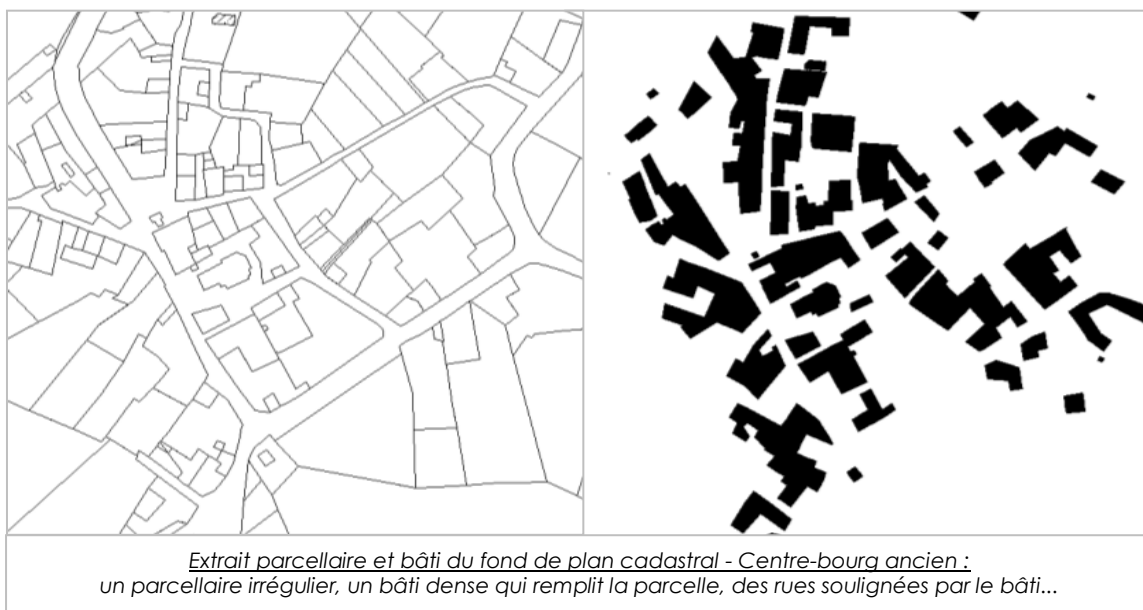 Extrait parcellaire et bâti du fond de plan cadastral - Centre-bourg ancien :
un parcellaire irrégulier, un bâti dense qui remplit la parcelle, des rues soulignées par le bâti...